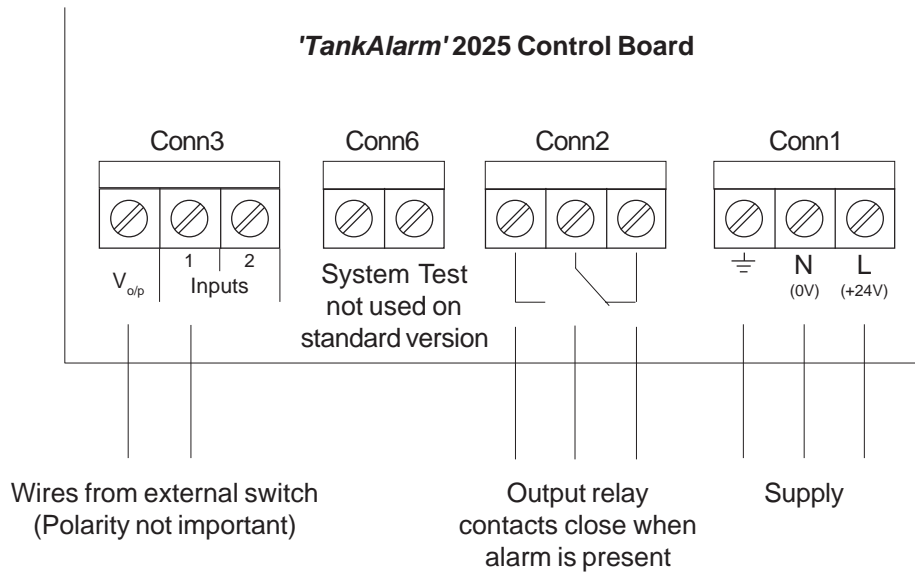 'TankAlarm' 2025 Control Board
Conn3
Conn6
Conn2
Conn1
Vo/p
1
2
Inputs
System Test
not used on
standard version
N
(0V)
L
(+24V)
Wires from external switch
(Polarity not important)
Output relay
contacts close when
alarm is present
Supply